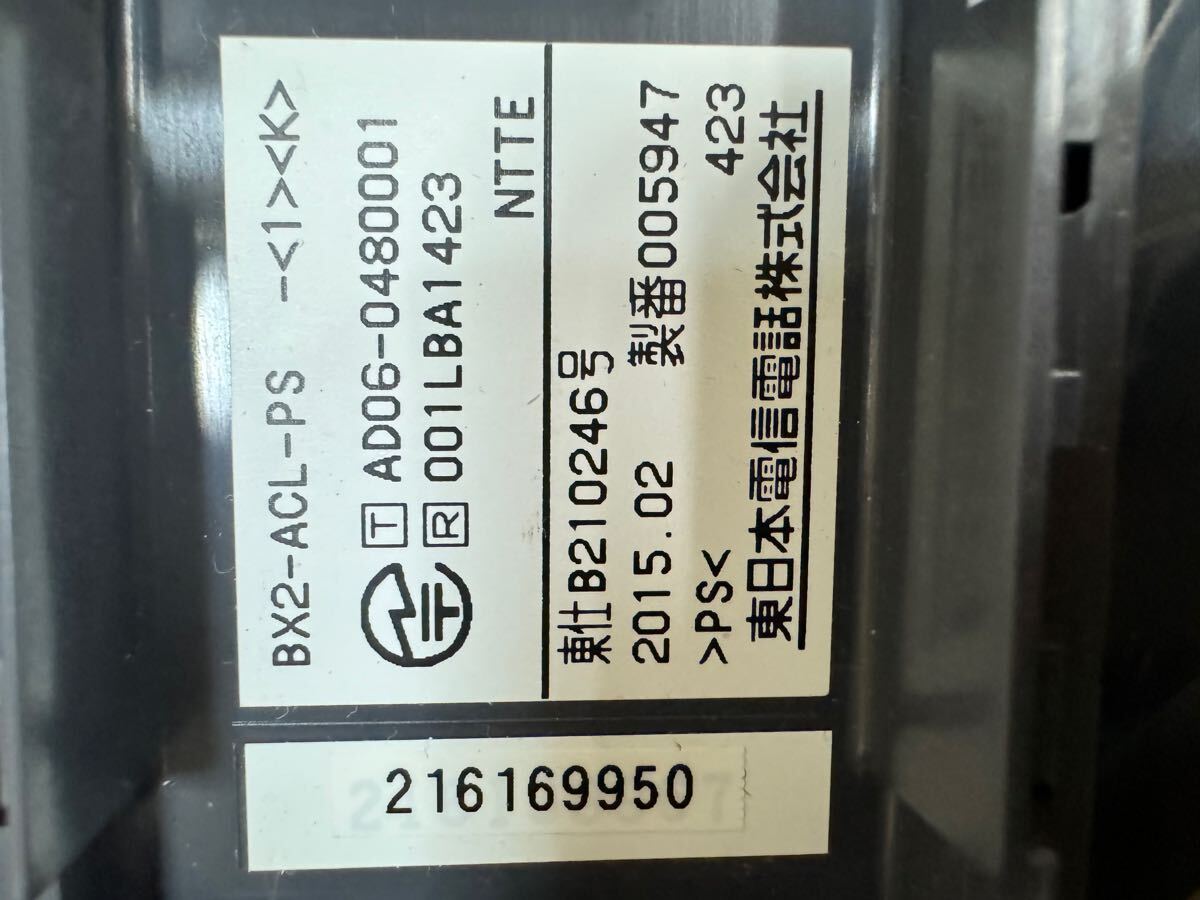 BX2-ACL-PS -<1><K>
T AD06-0480001
R 001LBA1423
NTTE
東仕B210246号
2015.02 製番005947
>PS< 423
東日本電信電話株式会社
216169950